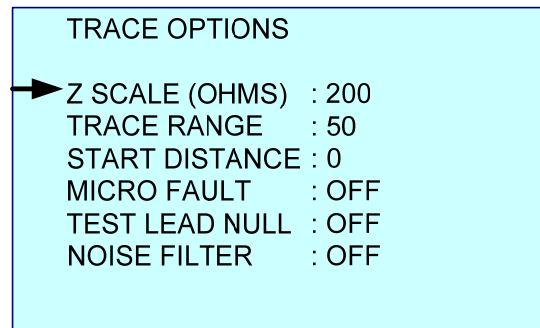 TRACE OPTIONS
Z SCALE (OHMS) : 200
TRACE RANGE : 50
START DISTANCE : 0
MICRO FAULT : OFF
TEST LEAD NULL : OFF
NOISE FILTER : OFF